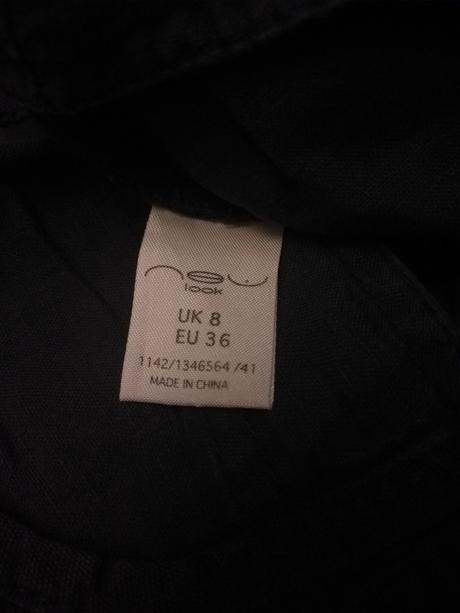 new
look
UK 8
EU 36
1142/1346564 /41
MADE IN CHINA